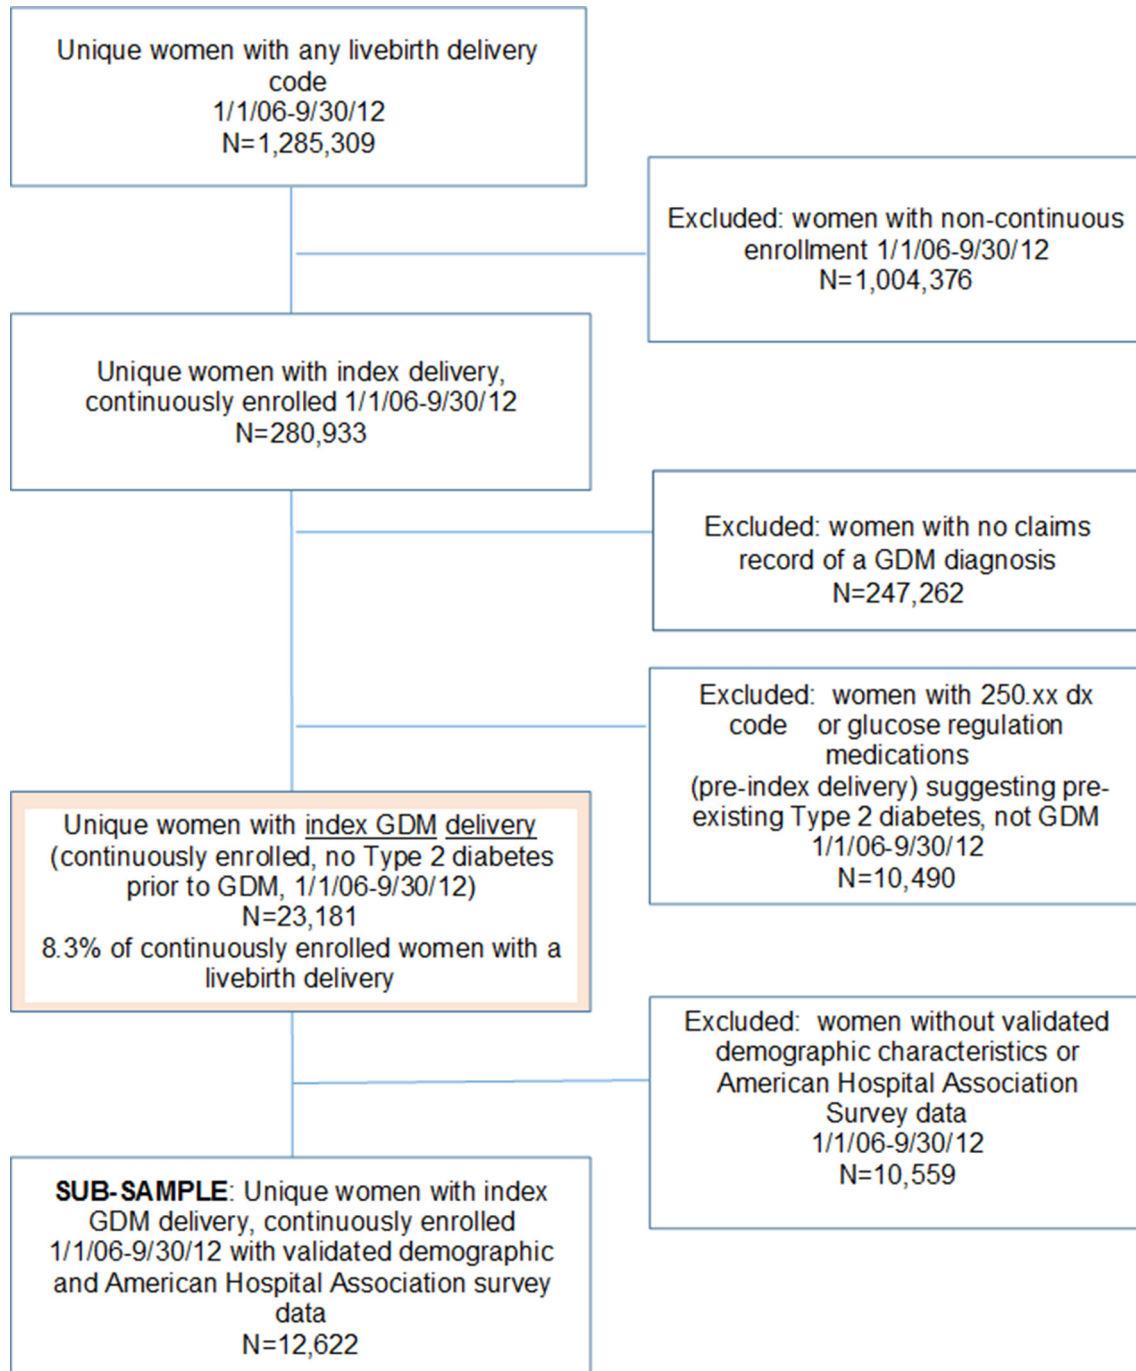 Unique women with any livebirth delivery
code
1/1/06-9/30/12
N=1,285,309
Excluded: women with non-continuous
enrollment 1/1/06-9/30/12
N=1,004,376
Unique women with index delivery,
continuously enrolled 1/1/06-9/30/12
N=280,933
Excluded: women with no claims
record of a GDM diagnosis
N=247,262
Excluded: women with 250.xx dx
code or glucose regulation
medications
(pre-index delivery) suggesting pre-
existing Type 2 diabetes, not GDM
1/1/06-9/30/12
N=10,490
Unique women with index GDM delivery
(continuously enrolled, no Type 2 diabetes
prior to GDM, 1/1/06-9/30/12)
N=23,181
8.3% of continuously enrolled women with a
livebirth delivery
Excluded: women without validated
demographic characteristics or
American Hospital Association
Survey data
1/1/06-9/30/12
N=10,559
SUB-SAMPLE: Unique women with index
GDM delivery, continuously enrolled
1/1/06-9/30/12 with validated demographic
and American Hospital Association survey
data
N=12,622